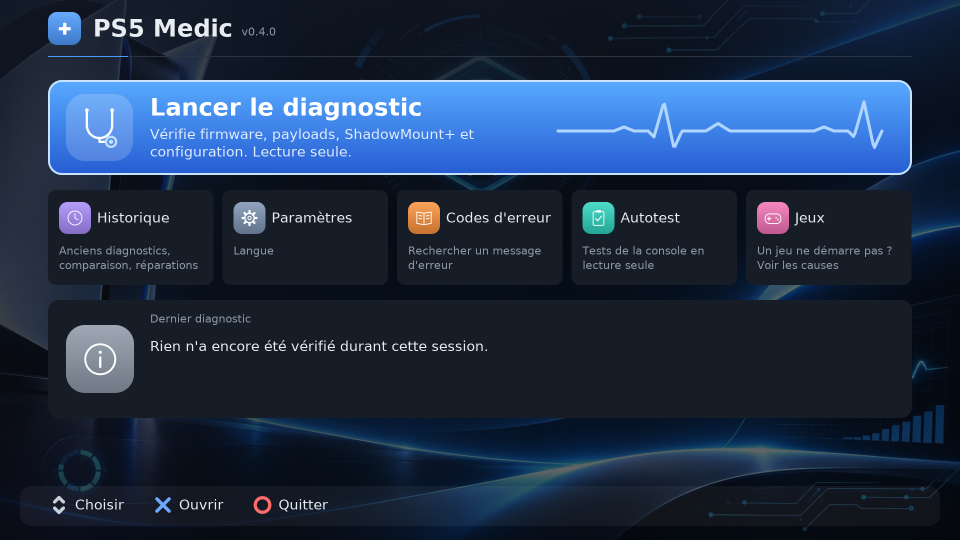 PS5 Medic v0.4.0
Lancer le diagnostic
Vérifie firmware, payloads, ShadowMount+ et
configuration. Lecture seule.
Historique
Anciens diagnostics,
comparaison, réparations
Paramètres
Langue
Codes d'erreur
Rechercher un message
d'erreur
Autotest
Tests de la console en
lecture seule
Jeux
Un jeu ne démarre pas ?
Voir les causes
Dernier diagnostic
Rien n'a encore été vérifié durant cette session.
Choisir Ouvrir Quitter